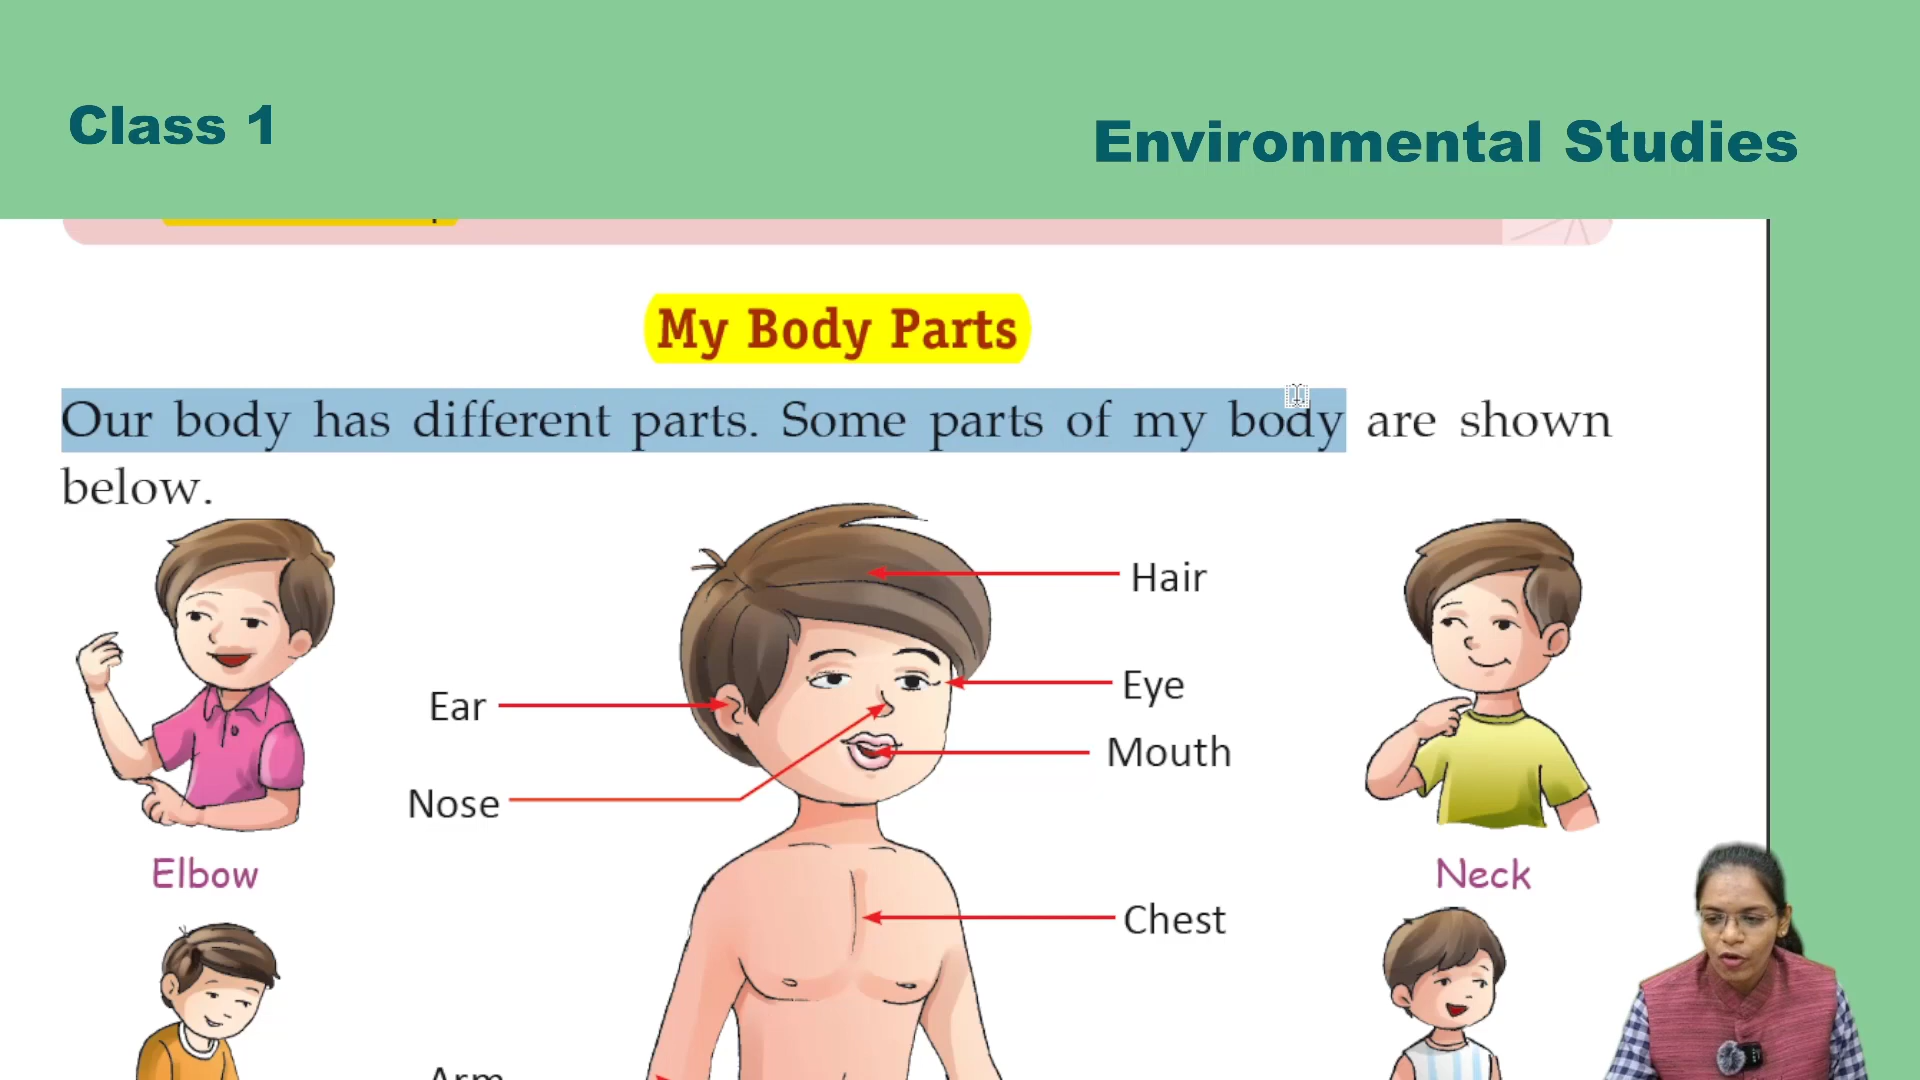 Class 1
Environmental Studies
My Body Parts
Our body has different parts. Some parts of my body are shown
below.
Hair
Eye
Ear
Mouth
Nose
Elbow
Neck
Chest
Arm